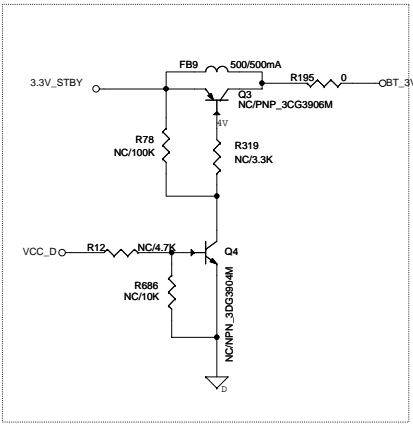 FB9 500/500mA
3.3V_STBY
R195 0
BT_3V
Q3
NC/PNP_3CG3906M
4V
R78
NC/100K
R319
NC/3.3K
VCC_D
R12 NC/4.7K
Q4
R686
NC/10K
NC/NPN_3DG3904M
D